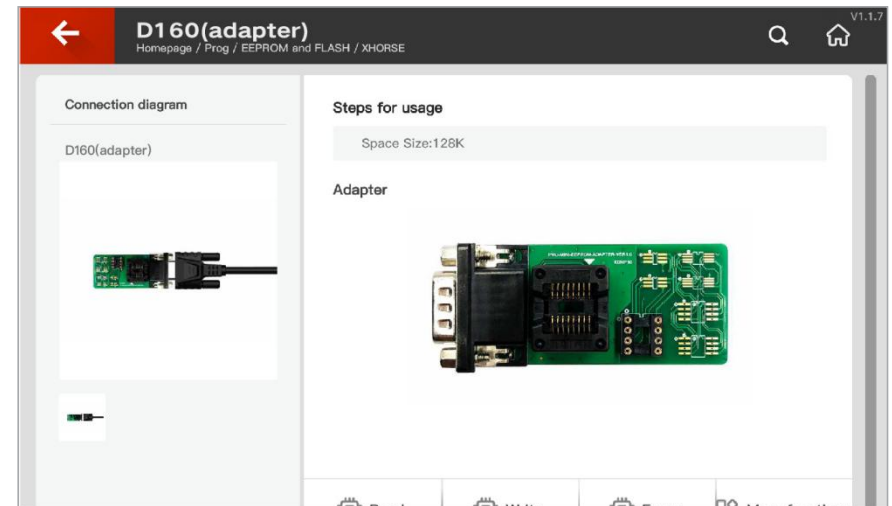 V1.1.7
D160(adapter)
Homepage / Prog / EEPROM and FLASH / XHORSE
Connection diagram
D160(adapter)
Steps for usage
Space Size:128K
Adapter